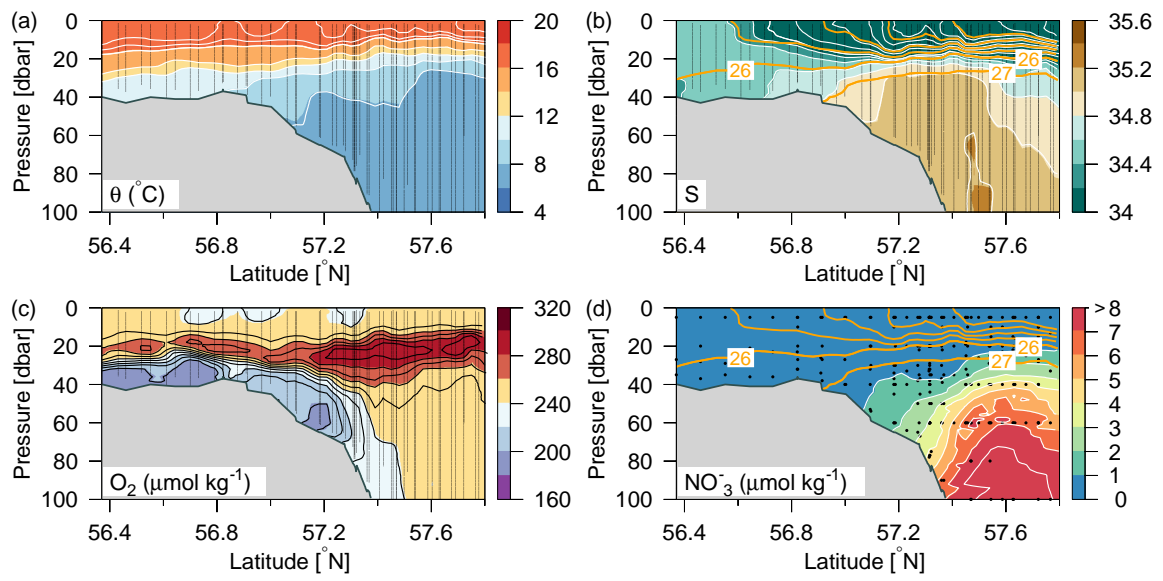 (a)
0
20
40
60
80
100
Pressure [dbar]
θ (°C)
56.4 56.8 57.2 57.6
Latitude [°N]
20
16
12
8
4
(b)
0
20
40
60
80
100
Pressure [dbar]
26
26
27
S
56.4 56.8 57.2 57.6
Latitude [°N]
35.6
35.2
34.8
34.4
34
(c)
0
20
40
60
80
100
Pressure [dbar]
O₂ (μmol kg⁻¹)
56.4 56.8 57.2 57.6
Latitude [°N]
320
280
240
200
160
(d)
0
20
40
60
80
100
Pressure [dbar]
26
26
27
NO⁻₃ (μmol kg⁻¹)
56.4 56.8 57.2 57.6
Latitude [°N]
>8
7
6
5
4
3
2
1
0